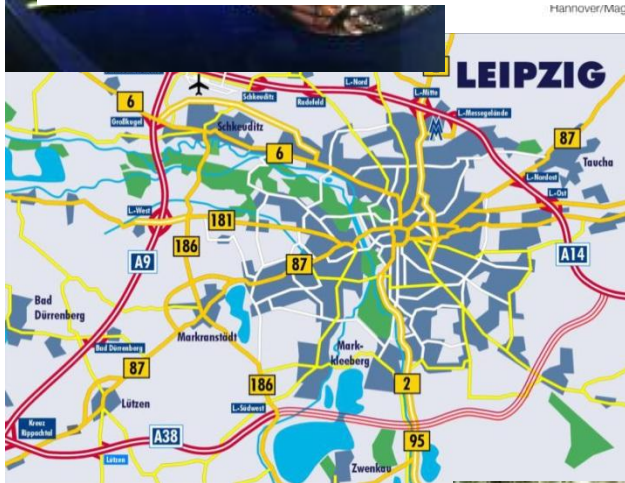 Hannover/Mag
LEIPZIG
L.-Nord
L.-Mitte
Schkeuditz
Radefeld
6
Großkugel
L.-Messegelände
Schkeuditz
87
6
Taucha
L.-Nordost
L.-Ost
L.-West
181
186
A9
87
A14
Bad
Dürrenberg
Markranstädt
Mark-
kleeberg
Bad Dürrenberg
87
186
2
Lützen
L.-Südwest
Kreuz
Rippachtal
A38
95
Lützen
Zwenkau